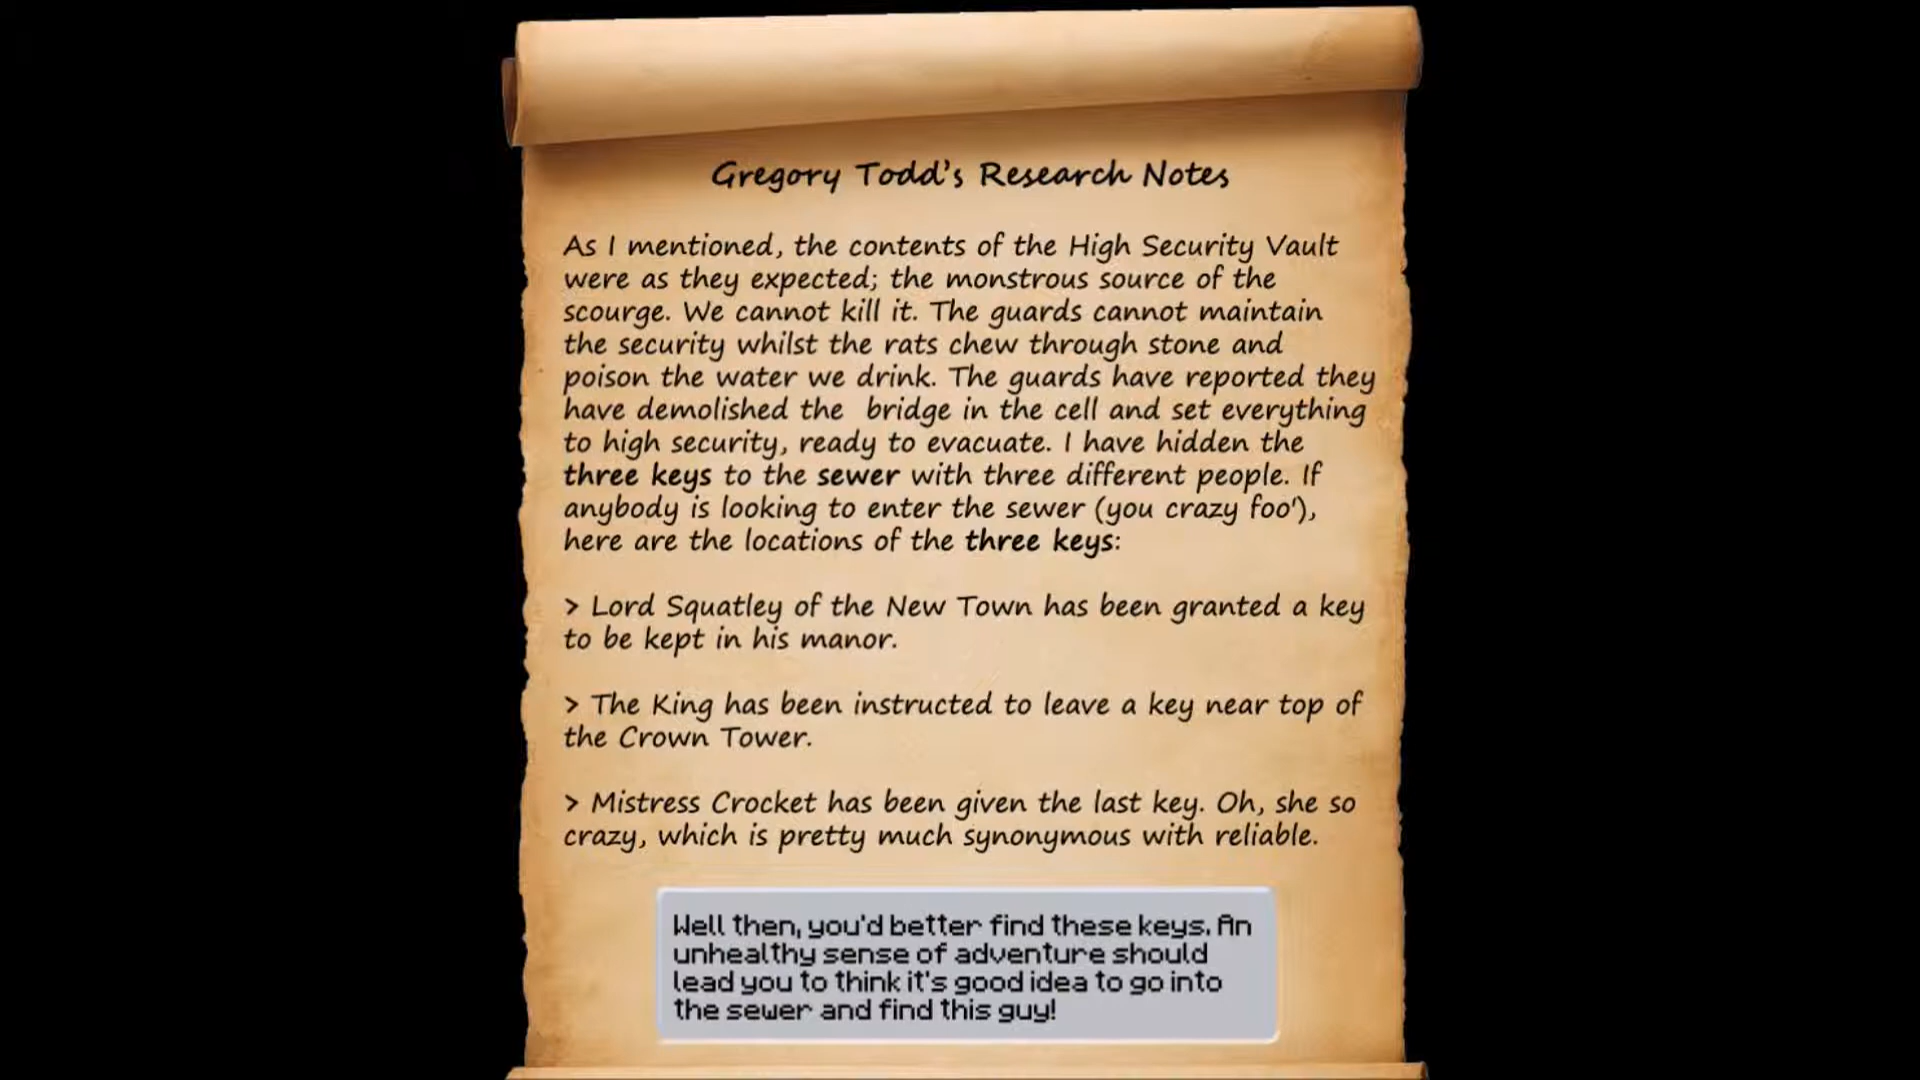 Gregory Todd's Research Notes
As I mentioned, the contents of the High Security Vault
were as they expected; the monstrous source of the
scourge. We cannot kill it. The guards cannot maintain
the security whilst the rats chew through stone and
poison the water we drink. The guards have reported they
have demolished the bridge in the cell and set everything
to high security, ready to evacuate. I have hidden the
three keys to the sewer with three different people. If
anybody is looking to enter the sewer (you crazy foo'),
here are the locations of the three keys:
> Lord Squatley of the New Town has been granted a key
to be kept in his manor.
> The King has been instructed to leave a key near top of
the Crown Tower.
> Mistress Crocket has been given the last key. Oh, she so
crazy, which is pretty much synonymous with reliable.
Well then, you'd better find these keys. An
unhealthy sense of adventure should
lead you to think it's good idea to go into
the sewer and find this guy!